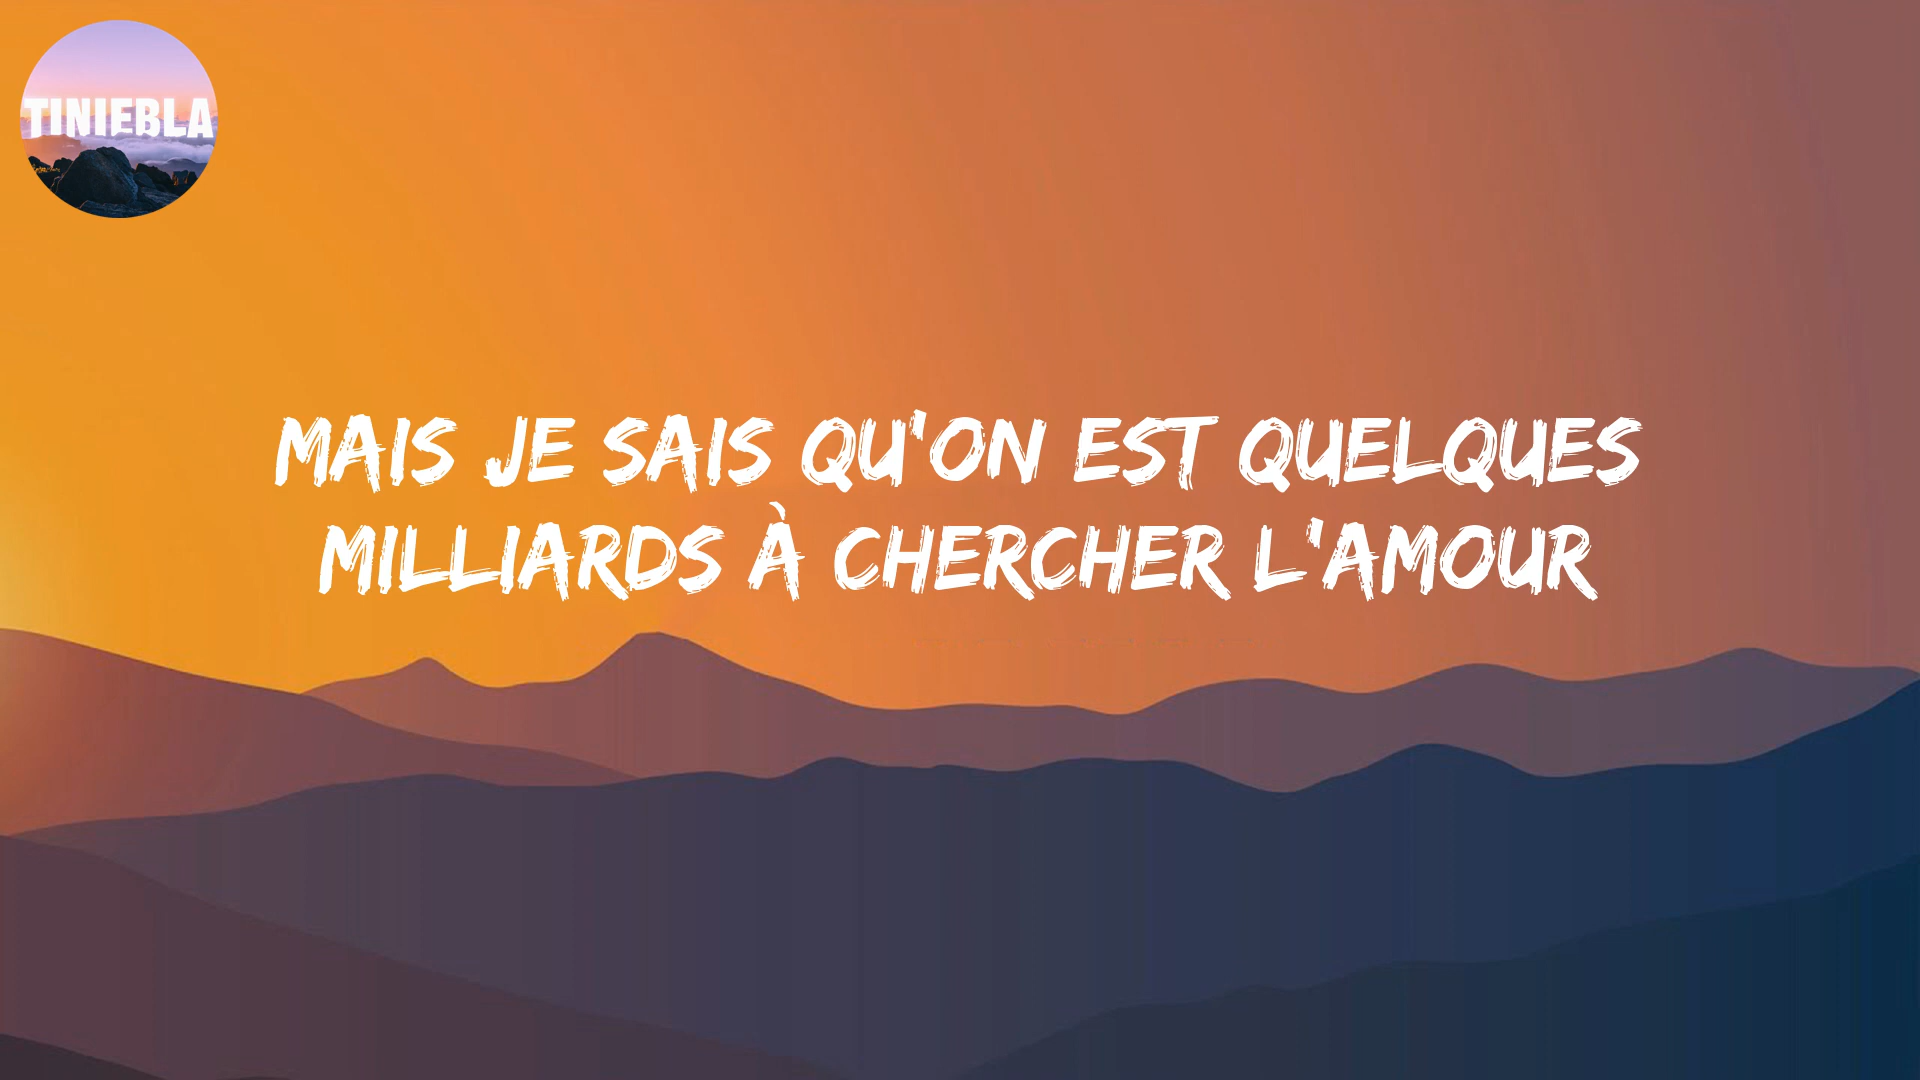 TINIEBLA
MAIS JE SAIS QU'ON EST QUELQUES
MILLIARDS À CHERCHER L'AMOUR